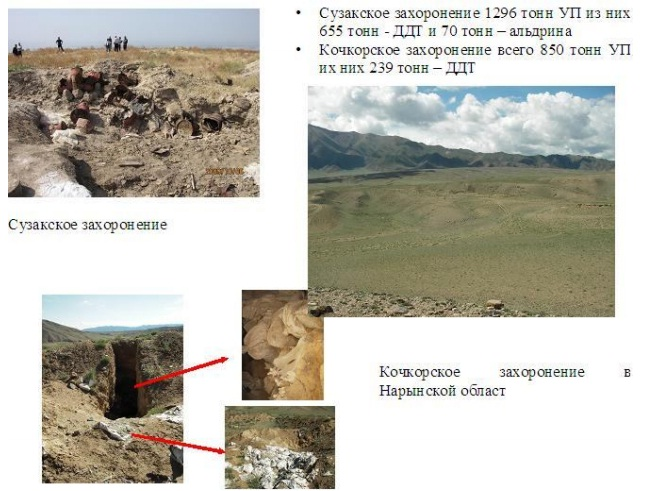 • Сузакское захоронение 1296 тонн УП из них
655 тонн - ДДТ и 70 тонн – альдрина
• Кочкорское захоронение всего 850 тонн УП
их них 239 тонн – ДДТ
Сузакское захоронение
Кочкорское захоронение в
Нарынской област